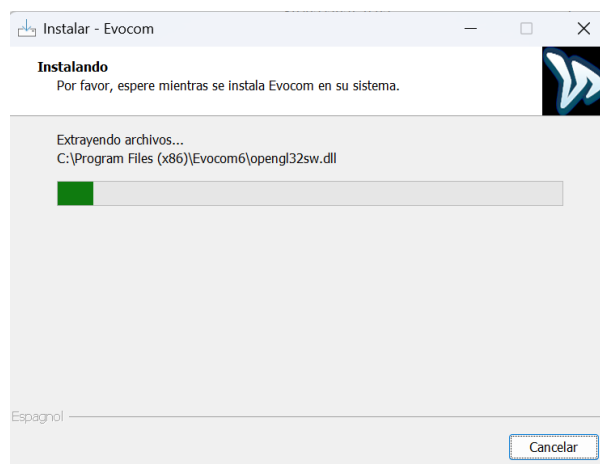 Instalar - Evocom
Instalando
Por favor, espere mientras se instala Evocom en su sistema.
Extrayendo archivos...
C:\Program Files (x86)\Evocom6\opengl32sw.dll
Espagnol
Cancelar